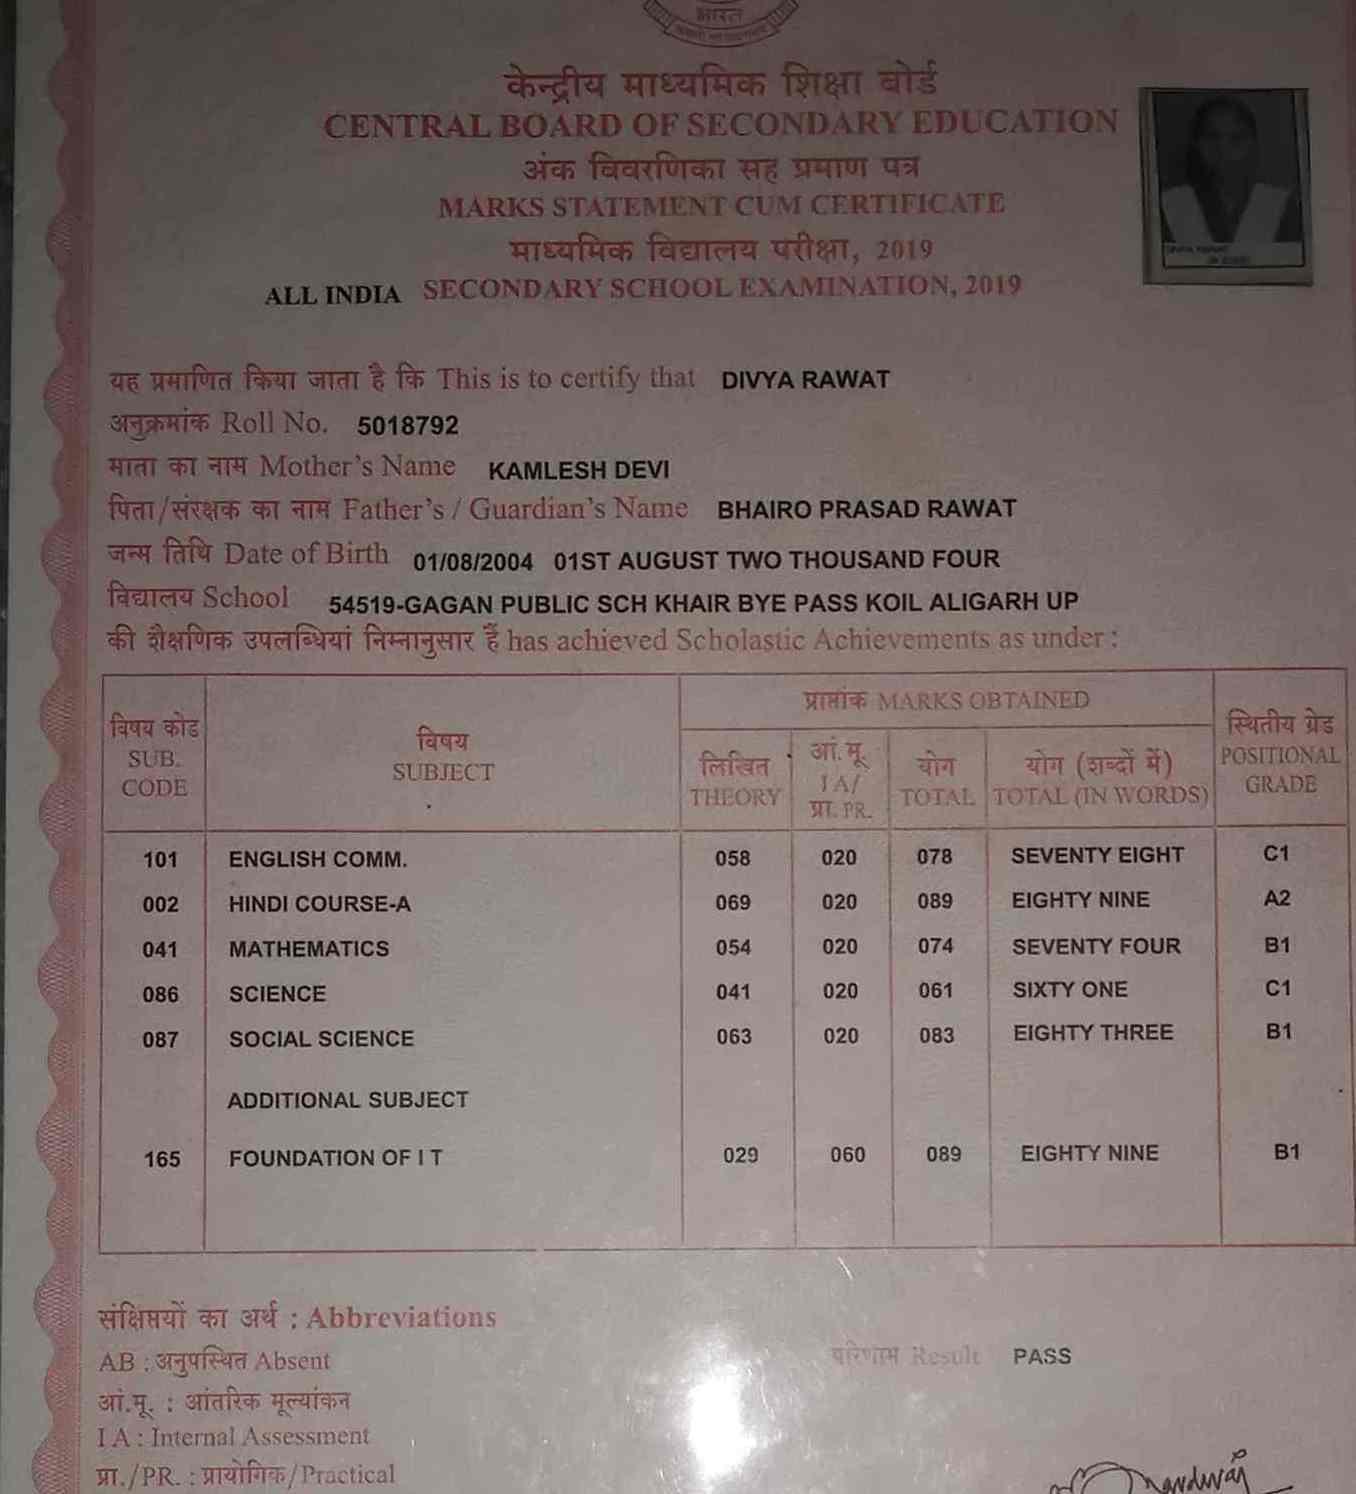 भारत
केन्द्रीय माध्यमिक शिक्षा बोर्ड
CENTRAL BOARD OF SECONDARY EDUCATION
अंक विवरणिका सह प्रमाण पत्र
MARKS STATEMENT CUM CERTIFICATE
माध्यमिक विद्यालय परीक्षा, 2019
ALL INDIA SECONDARY SCHOOL EXAMINATION, 2019
यह प्रमाणित किया जाता है कि This is to certify that DIVYA RAWAT
अनुक्रमांक Roll No. 5018792
माता का नाम Mother's Name KAMLESH DEVI
पिता/संरक्षक का नाम Father's / Guardian's Name BHAIRO PRASAD RAWAT
जन्म तिथि Date of Birth 01/08/2004 01ST AUGUST TWO THOUSAND FOUR
विद्यालय School 54519-GAGAN PUBLIC SCH KHAIR BYE PASS KOIL ALIGARH UP
की शैक्षणिक उपलब्धियां निम्नानुसार हैं has achieved Scholastic Achievements as under :
प्राप्तांक MARKS OBTAINED
विषय कोड SUB. CODE विषय SUBJECT लिखित THEORY आं.मू. I A/ प्रा. PR. योग TOTAL योग (शब्दों में) TOTAL (IN WORDS) स्थितीय ग्रेड POSITIONAL GRADE
101 ENGLISH COMM. 058 020 078 SEVENTY EIGHT C1
002 HINDI COURSE-A 069 020 089 EIGHTY NINE A2
041 MATHEMATICS 054 020 074 SEVENTY FOUR B1
086 SCIENCE 041 020 061 SIXTY ONE C1
087 SOCIAL SCIENCE 063 020 083 EIGHTY THREE B1
ADDITIONAL SUBJECT
165 FOUNDATION OF I T 029 060 089 EIGHTY NINE B1
संक्षिप्तियों का अर्थ : Abbreviations
AB : अनुपस्थित Absent परिणाम Result PASS
आं.मू. : आंतरिक मूल्यांकन
I A : Internal Assessment
प्रा./PR. : प्रायोगिक/Practical